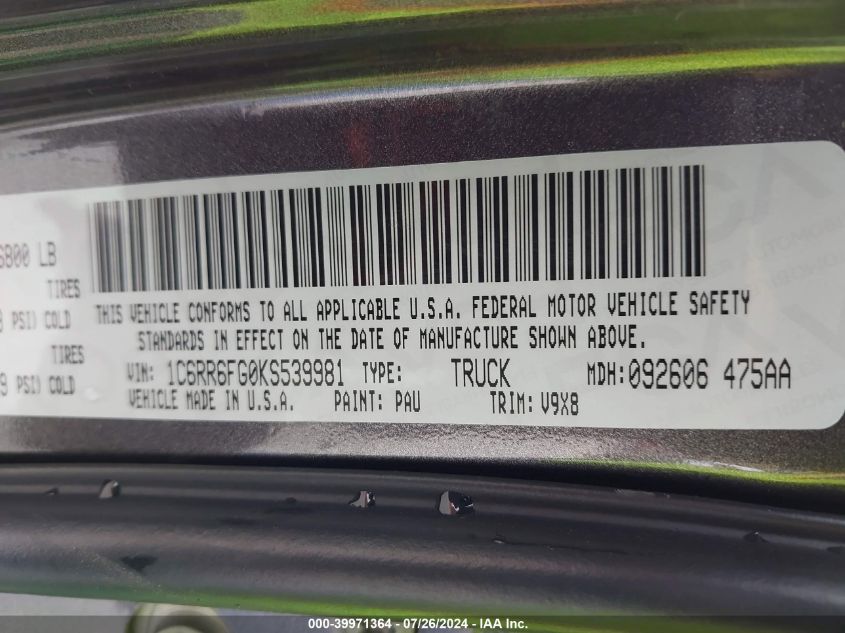 6800 LB
TIRES
PSI) COLD
TIRES
9 PSI) COLD
THIS VEHICLE CONFORMS TO ALL APPLICABLE U.S.A. FEDERAL MOTOR VEHICLE SAFETY
STANDARDS IN EFFECT ON THE DATE OF MANUFACTURE SHOWN ABOVE.
VIN: 1C6RR6FG0KS539981 TYPE: TRUCK MDH:092606 475AA
VEHICLE MADE IN U.S.A. PAINT: PAU TRIM: V9X8
000-39971364 - 07/26/2024 - IAA Inc.